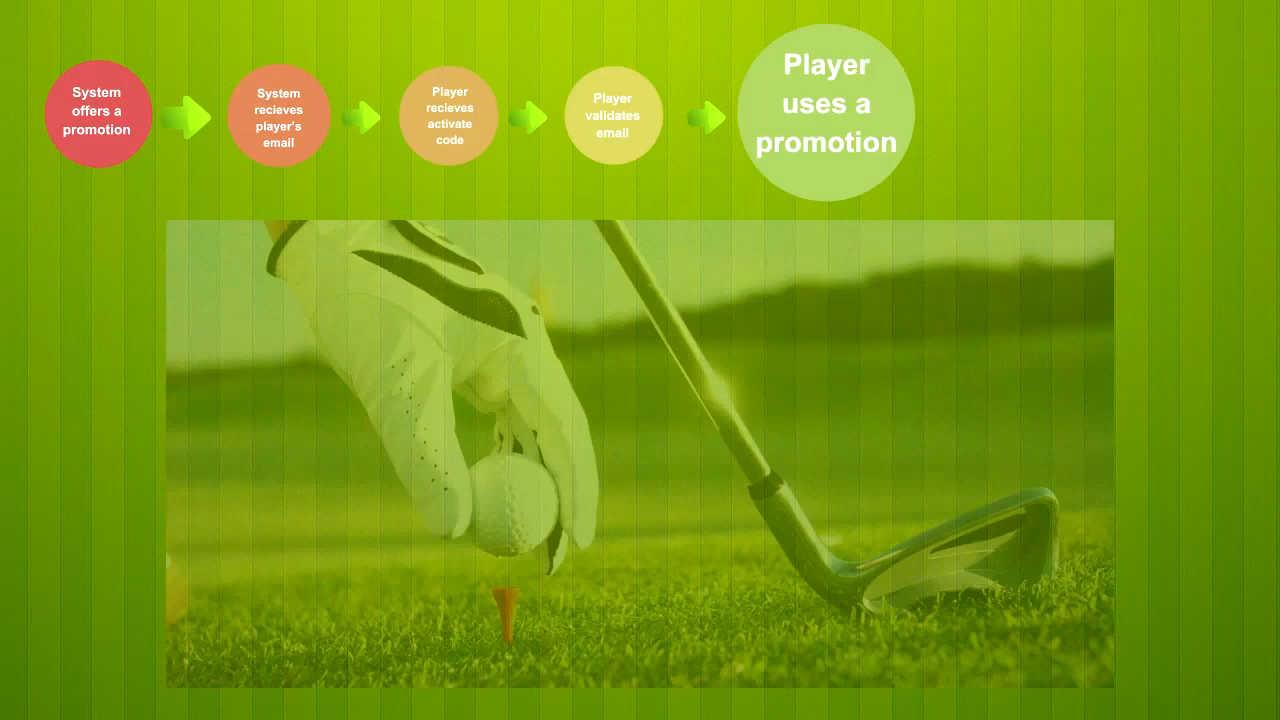 System
offers a
promotion
System
recieves
player's
email
Player
recieves
activate
code
Player
validates
email
Player
uses a
promotion